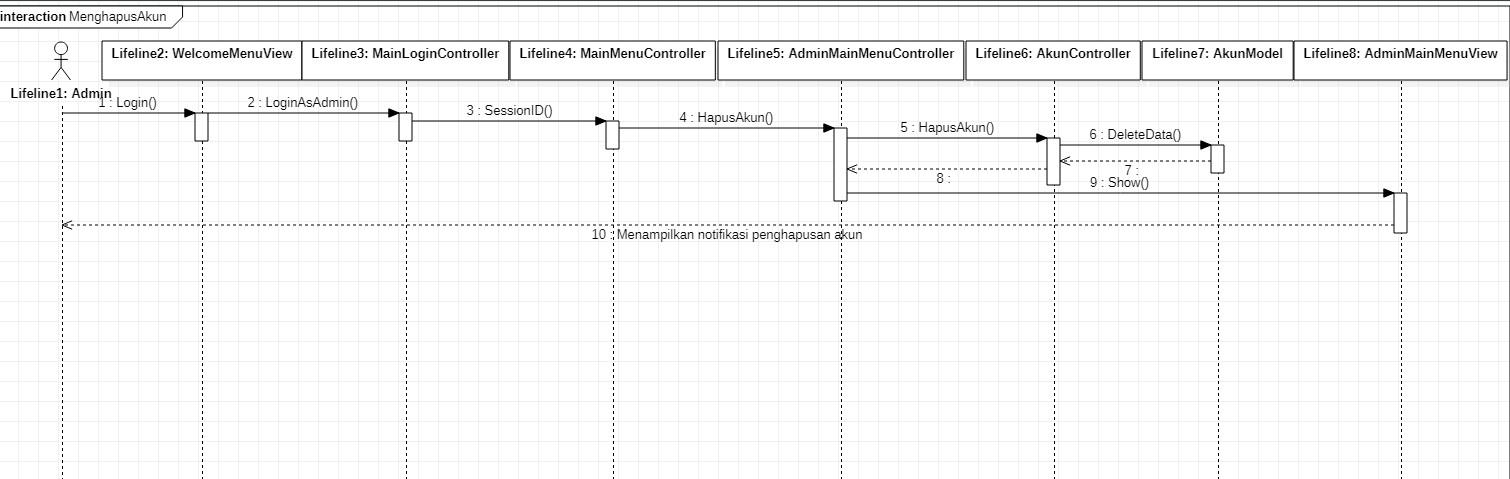 interaction MenghapusAkun
Lifeline1: Admin
Lifeline2: WelcomeMenuView
Lifeline3: MainLoginController
Lifeline4: MainMenuController
Lifeline5: AdminMainMenuController
Lifeline6: AkunController
Lifeline7: AkunModel
Lifeline8: AdminMainMenuView
1 : Login()
2 : LoginAsAdmin()
3 : SessionID()
4 : HapusAkun()
5 : HapusAkun()
6 : DeleteData()
7 :
8 :
9 : Show()
10 : Menampilkan notifikasi penghapusan akun